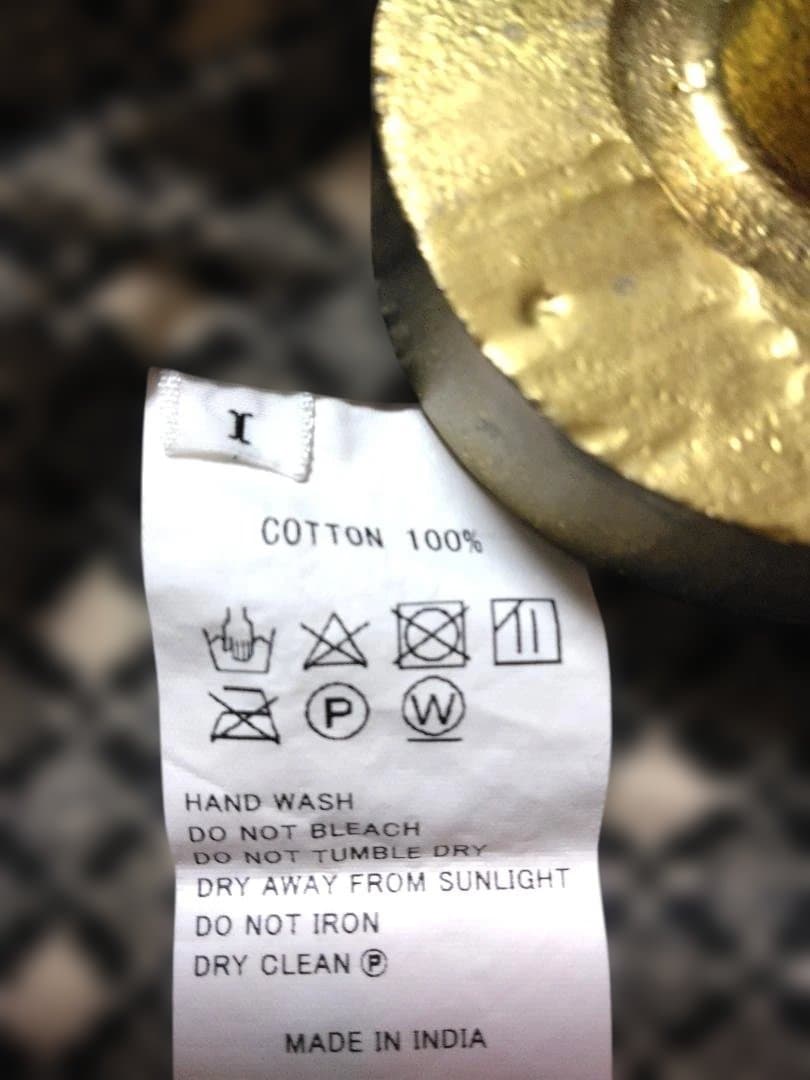 I
COTTON 100%
P W
HAND WASH
DO NOT BLEACH
DO NOT TUMBLE DRY
DRY AWAY FROM SUNLIGHT
DO NOT IRON
DRY CLEAN Ⓟ
MADE IN INDIA